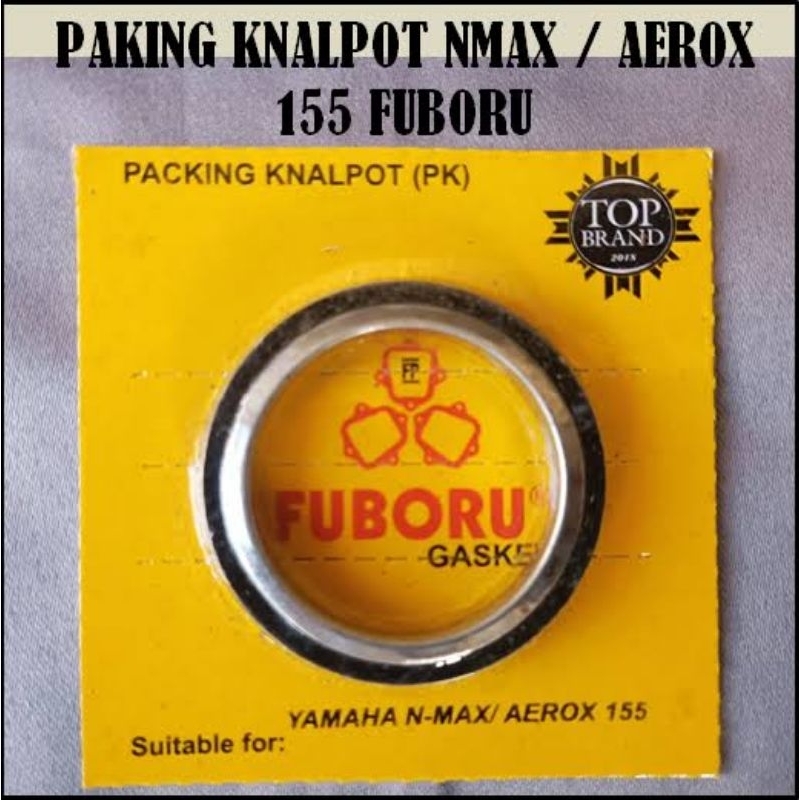 PAKING KNALPOT NMAX / AEROX
155 FUBORU
PACKING KNALPOT (PK)
TOP
BRAND
2018
FP
FUBORU®
GASKE
YAMAHA N-MAX/ AEROX 155
Suitable for: